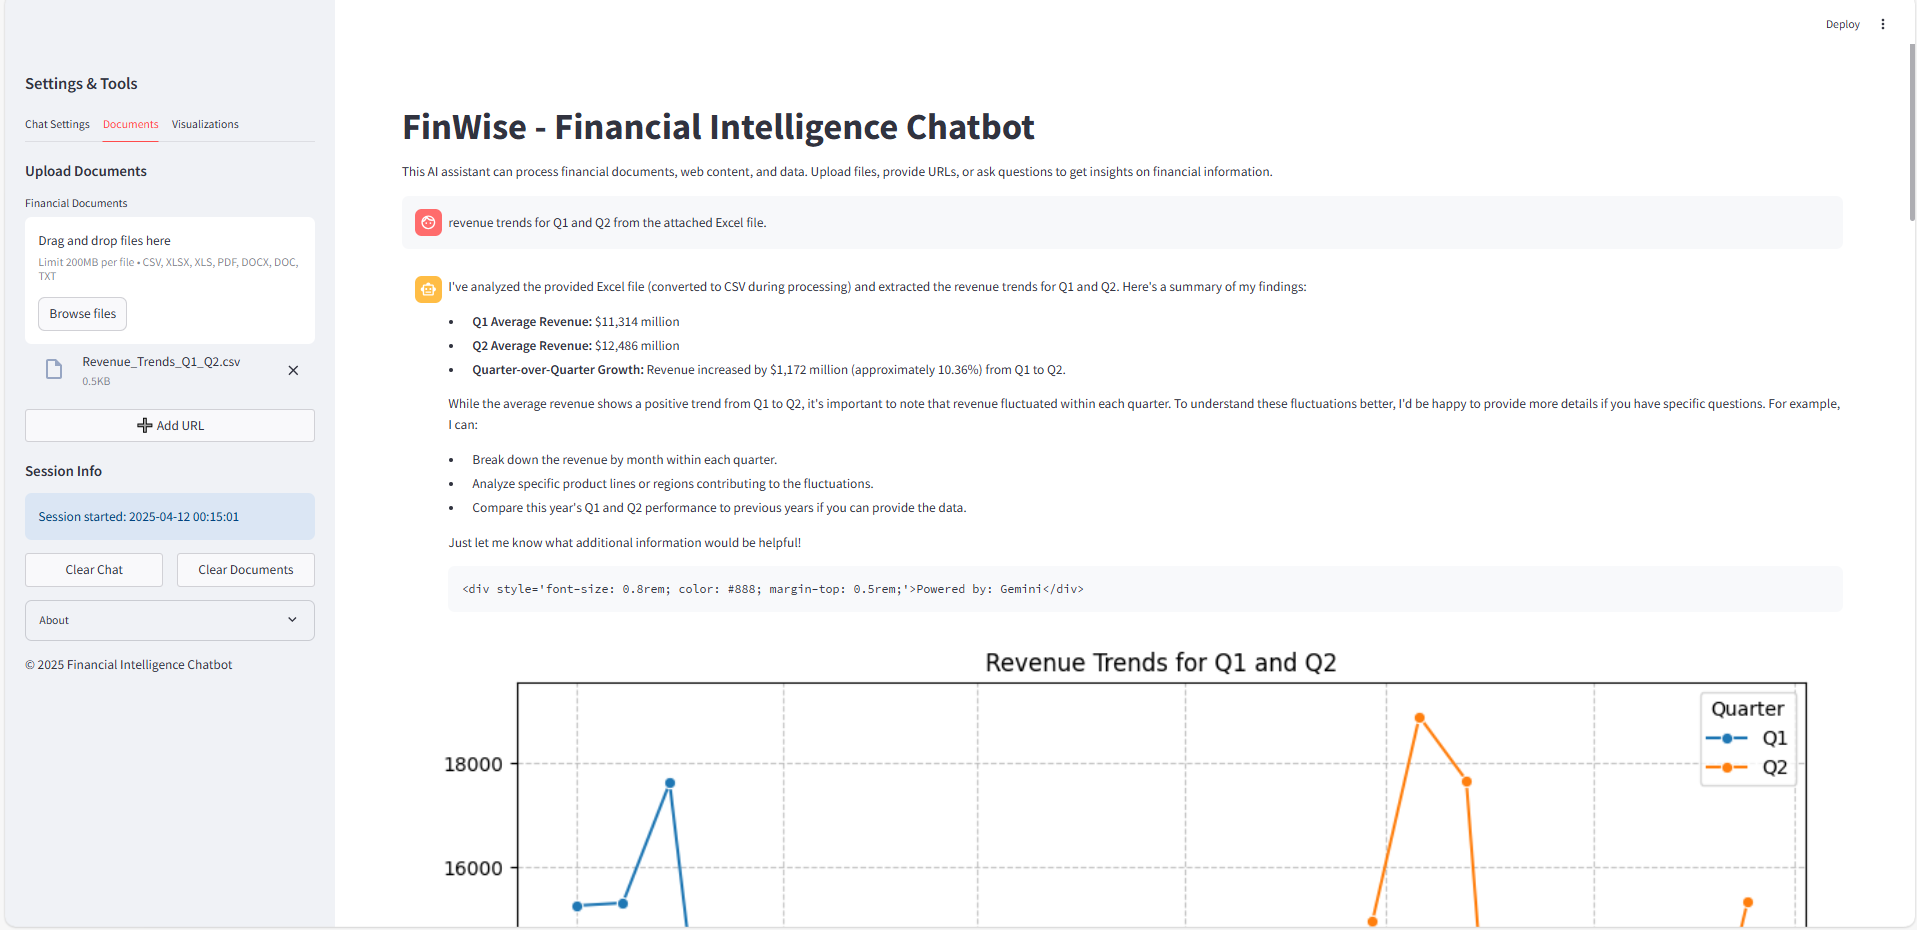 Deploy
Settings & Tools
Chat Settings Documents Visualizations
Upload Documents
Financial Documents
Drag and drop files here
Limit 200MB per file • CSV, XLSX, XLS, PDF, DOCX, DOC,
TXT
Browse files
Revenue_Trends_Q1_Q2.csv
0.5KB
Add URL
Session Info
Session started: 2025-04-12 00:15:01
Clear Chat Clear Documents
About
© 2025 Financial Intelligence Chatbot
FinWise - Financial Intelligence Chatbot
This AI assistant can process financial documents, web content, and data. Upload files, provide URLs, or ask questions to get insights on financial information.
revenue trends for Q1 and Q2 from the attached Excel file.
I've analyzed the provided Excel file (converted to CSV during processing) and extracted the revenue trends for Q1 and Q2. Here's a summary of my findings:
• Q1 Average Revenue: $11,314 million
• Q2 Average Revenue: $12,486 million
• Quarter-over-Quarter Growth: Revenue increased by $1,172 million (approximately 10.36%) from Q1 to Q2.
While the average revenue shows a positive trend from Q1 to Q2, it's important to note that revenue fluctuated within each quarter. To understand these fluctuations better, I'd be happy to provide more details if you have specific questions. For example,
I can:
• Break down the revenue by month within each quarter.
• Analyze specific product lines or regions contributing to the fluctuations.
• Compare this year's Q1 and Q2 performance to previous years if you can provide the data.
Just let me know what additional information would be helpful!
<div style='font-size: 0.8rem; color: #888; margin-top: 0.5rem;'>Powered by: Gemini</div>
Revenue Trends for Q1 and Q2
Quarter
Q1
Q2
18000
16000